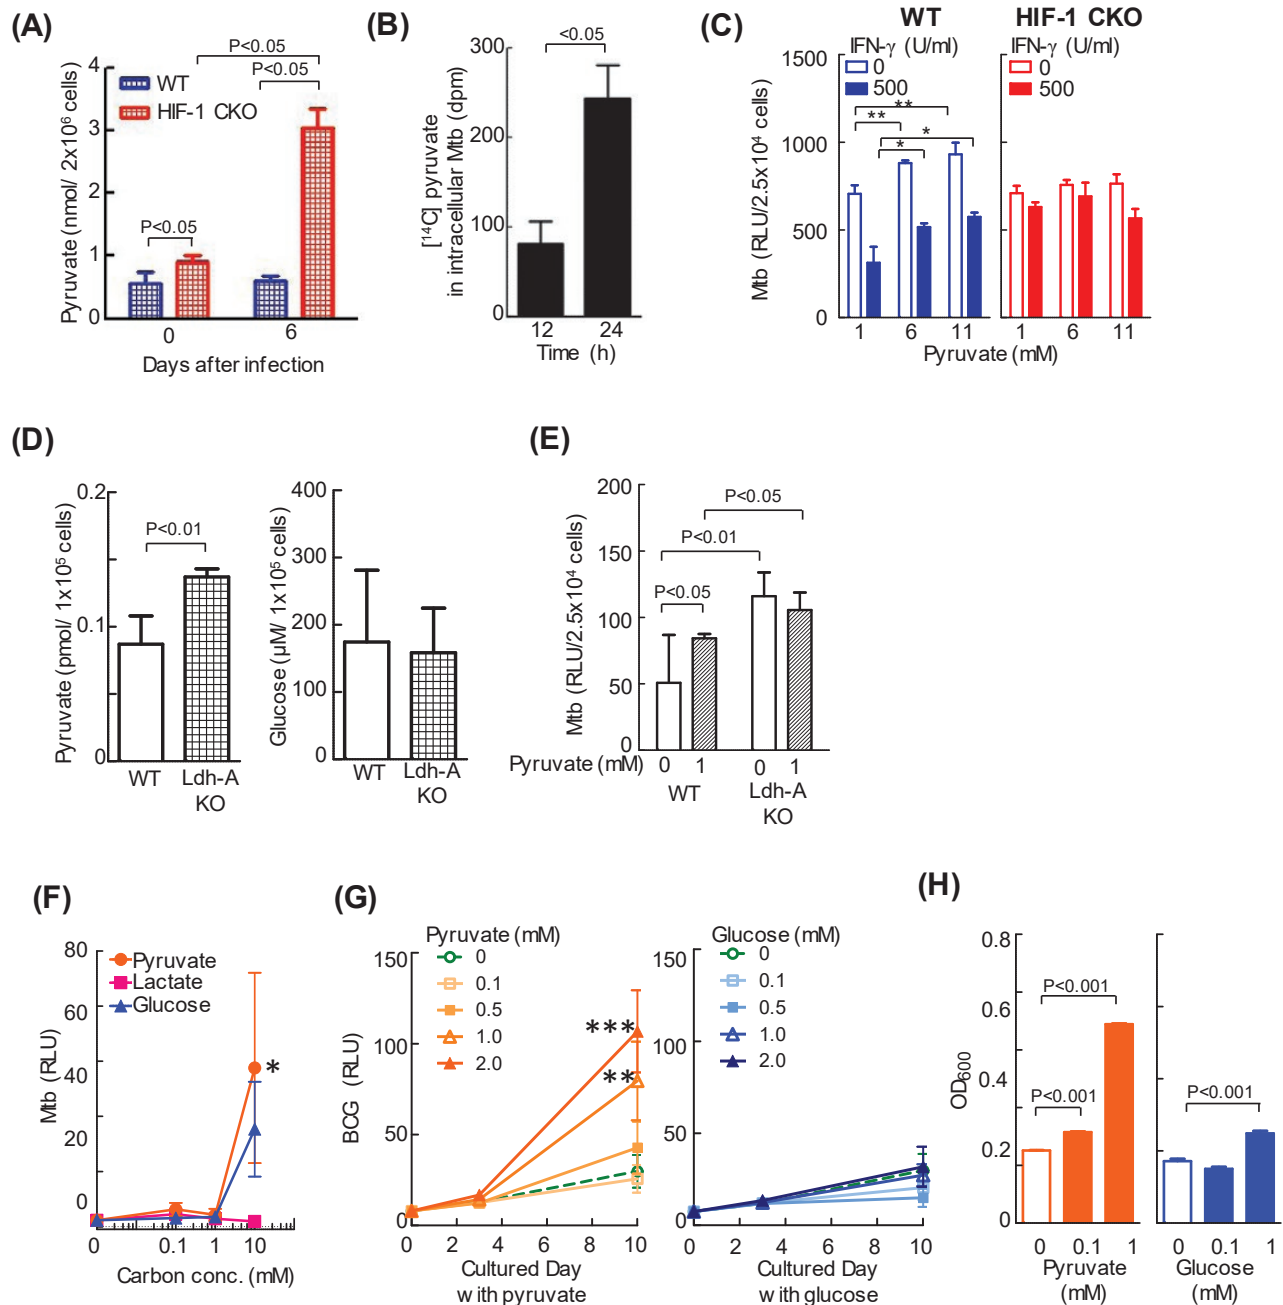 (A)
P<0.05
P<0.05
WT
HIF-1 CKO
P<0.05
Pyruvate (nmol/ 2x10⁶ cells)
4
3
2
1
0
0
6
Days after infection
(B)
<0.05
[¹⁴C] pyruvate
in intracellular Mtb (dpm)
300
200
100
0
12
24
Time (h)
(C)
WT
HIF-1 CKO
IFN-γ (U/ml)
0
500
IFN-γ (U/ml)
0
500
**
**
*
*
Mtb (RLU/2.5x10⁴ cells)
1500
1000
500
0
1 6 11
1 6 11
Pyruvate (mM)
(D)
Pyruvate (pmol/ 1x10⁵ cells)
0.2
0.1
0
P<0.01
WT
Ldh-A
KO
Glucose (µM/ 1x10⁵ cells)
400
300
200
100
0
WT
Ldh-A
KO
(E)
Mtb (RLU/2.5x10⁴ cells)
200
150
100
50
0
P<0.05
P<0.01
P<0.05
Pyruvate (mM) 0 1 0 1
WT
Ldh-A
KO
(F)
Mtb (RLU)
80
60
40
20
0
Pyruvate
Lactate
Glucose
*
0 0.1 1 10
Carbon conc. (mM)
(G)
Pyruvate (mM)
0
0.1
0.5
1.0
2.0
BCG (RLU)
150
100
50
0
***
**
0 2 4 6 8 10
Cultured Day
with pyruvate
Glucose (mM)
0
0.1
0.5
1.0
2.0
150
100
50
0
0 2 4 6 8 10
Cultured Day
with glucose
(H)
OD₆₀₀
0.8
0.6
0.4
0.2
0
P<0.001
P<0.001
P<0.001
0 0.1 1
Pyruvate
(mM)
0 0.1 1
Glucose
(mM)